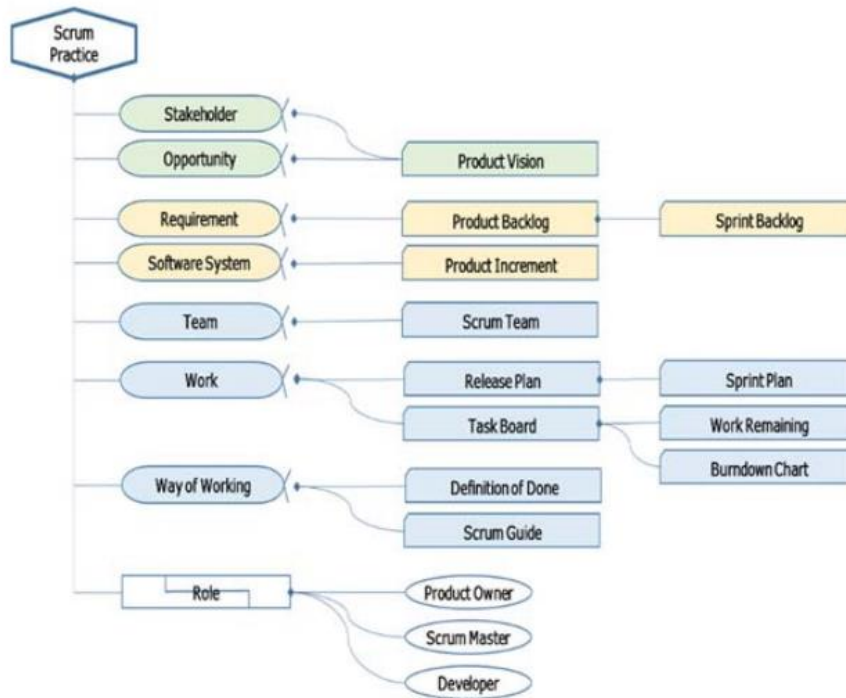 Scrum
Practice
Stakeholder
Opportunity
Product Vision
Requirement
Product Backlog
Sprint Backlog
Software System
Product Increment
Team
Scrum Team
Work
Release Plan
Sprint Plan
Task Board
Work Remaining
Burndown Chart
Way of Working
Definition of Done
Scrum Guide
Role
Product Owner
Scrum Master
Developer